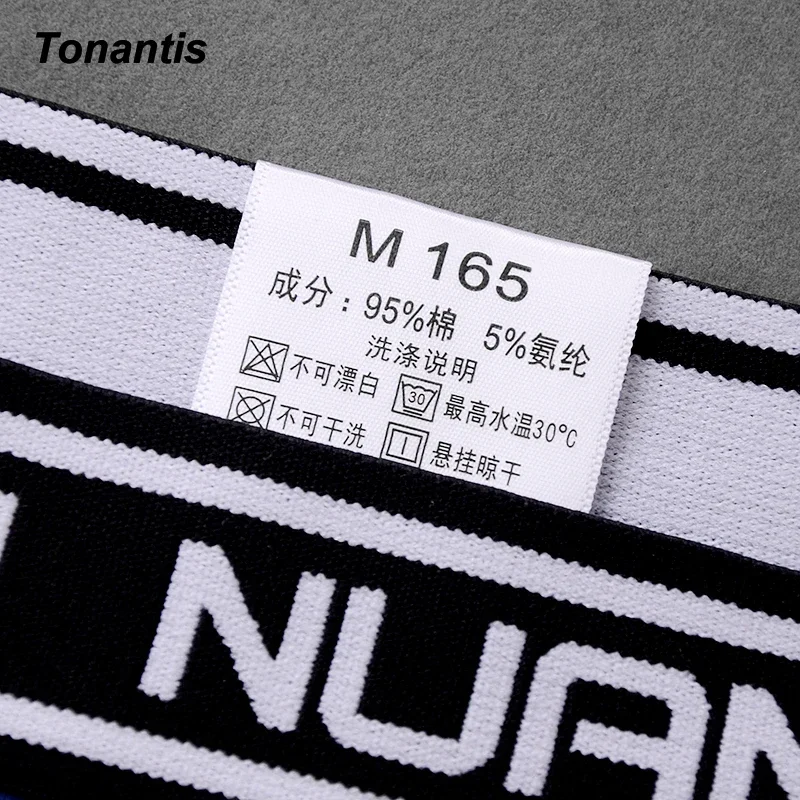 Tonantis
M 165
成分：95%棉 5%氨纶
洗涤说明
不可漂白 30 最高水温30°C
不可干洗 悬挂晾干
NUAN